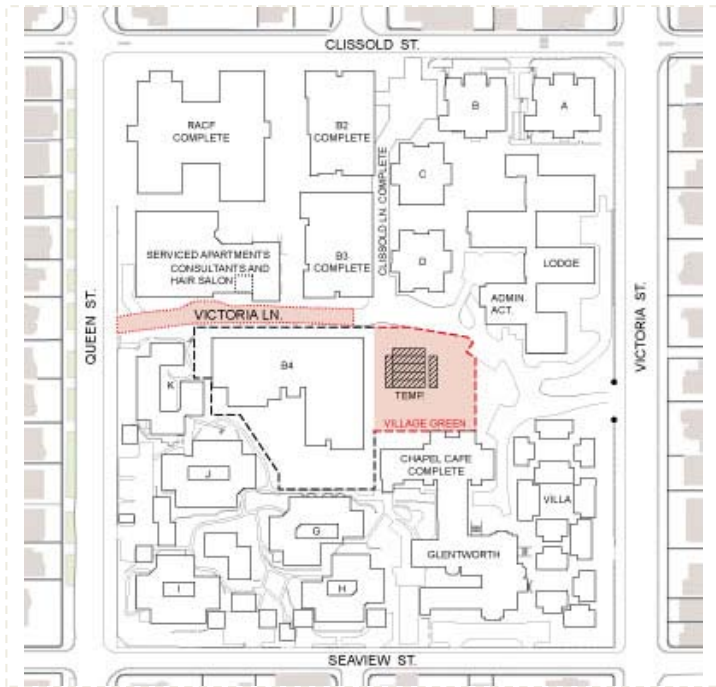 CLISSOLD ST.
RACF
COMPLETE
B2
COMPLETE
B
A
CLISSOLD LN. COMPLETE
C
SERVICED APARTMENTS
CONSULTANTS AND
HAIR SALON
B3
COMPLETE
D
LODGE
ADMIN.
ACT.
QUEEN ST.
VICTORIA LN.
VICTORIA ST.
K
B4
TEMP.
VILLAGE GREEN
CHAPEL CAFE
COMPLETE
J
VILLA
G
GLENTWORTH
I
H
SEAVIEW ST.